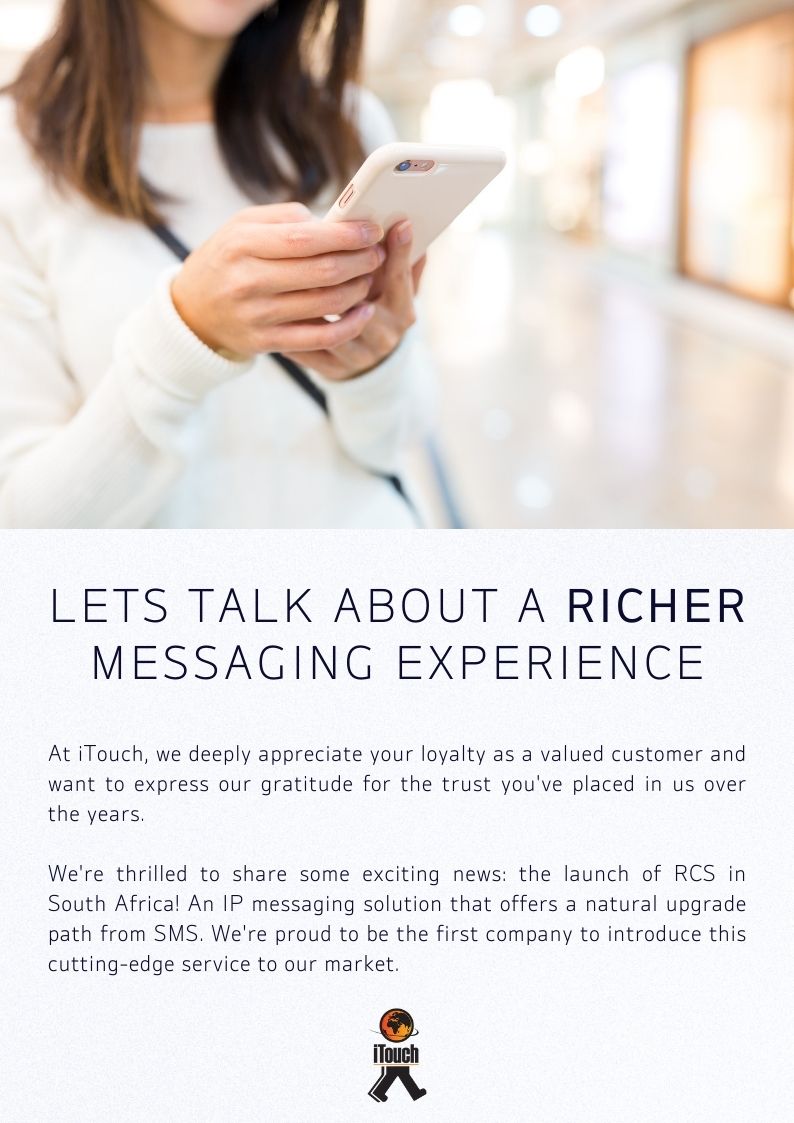 LETS TALK ABOUT A RICHER
MESSAGING EXPERIENCE
At iTouch, we deeply appreciate your loyalty as a valued customer and
want to express our gratitude for the trust you've placed in us over
the years.
We're thrilled to share some exciting news: the launch of RCS in
South Africa! An IP messaging solution that offers a natural upgrade
path from SMS. We're proud to be the first company to introduce this
cutting-edge service to our market.
iTouch